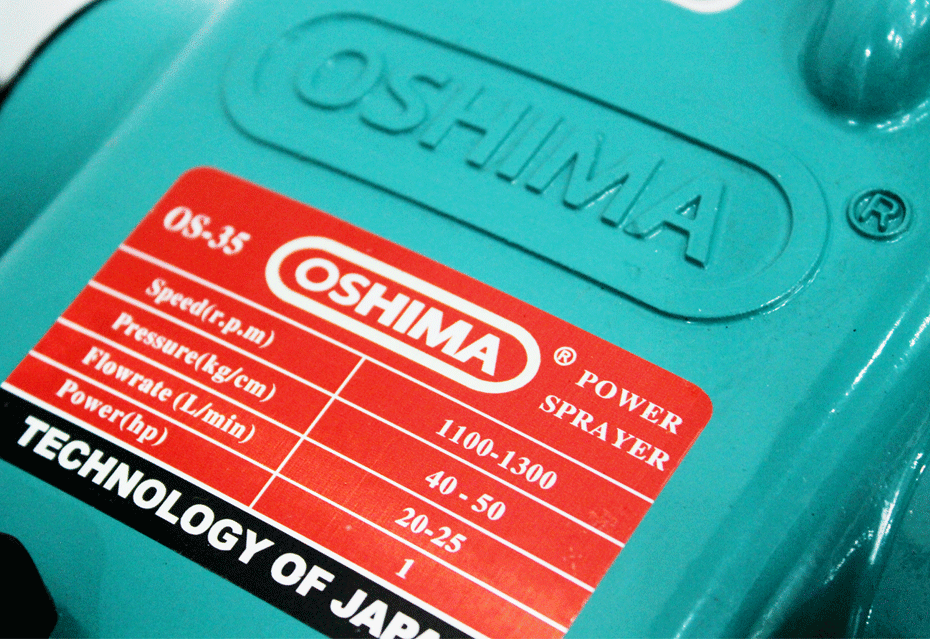 OSHIMA ®
OS-35 OSHIMA ® POWER SPRAYER
Speed(r.p.m) 1100-1300
Pressure(kg/cm) 40 - 50
Flowrate (L/min) 20-25
Power(hp) 1
TECHNOLOGY OF JAPA